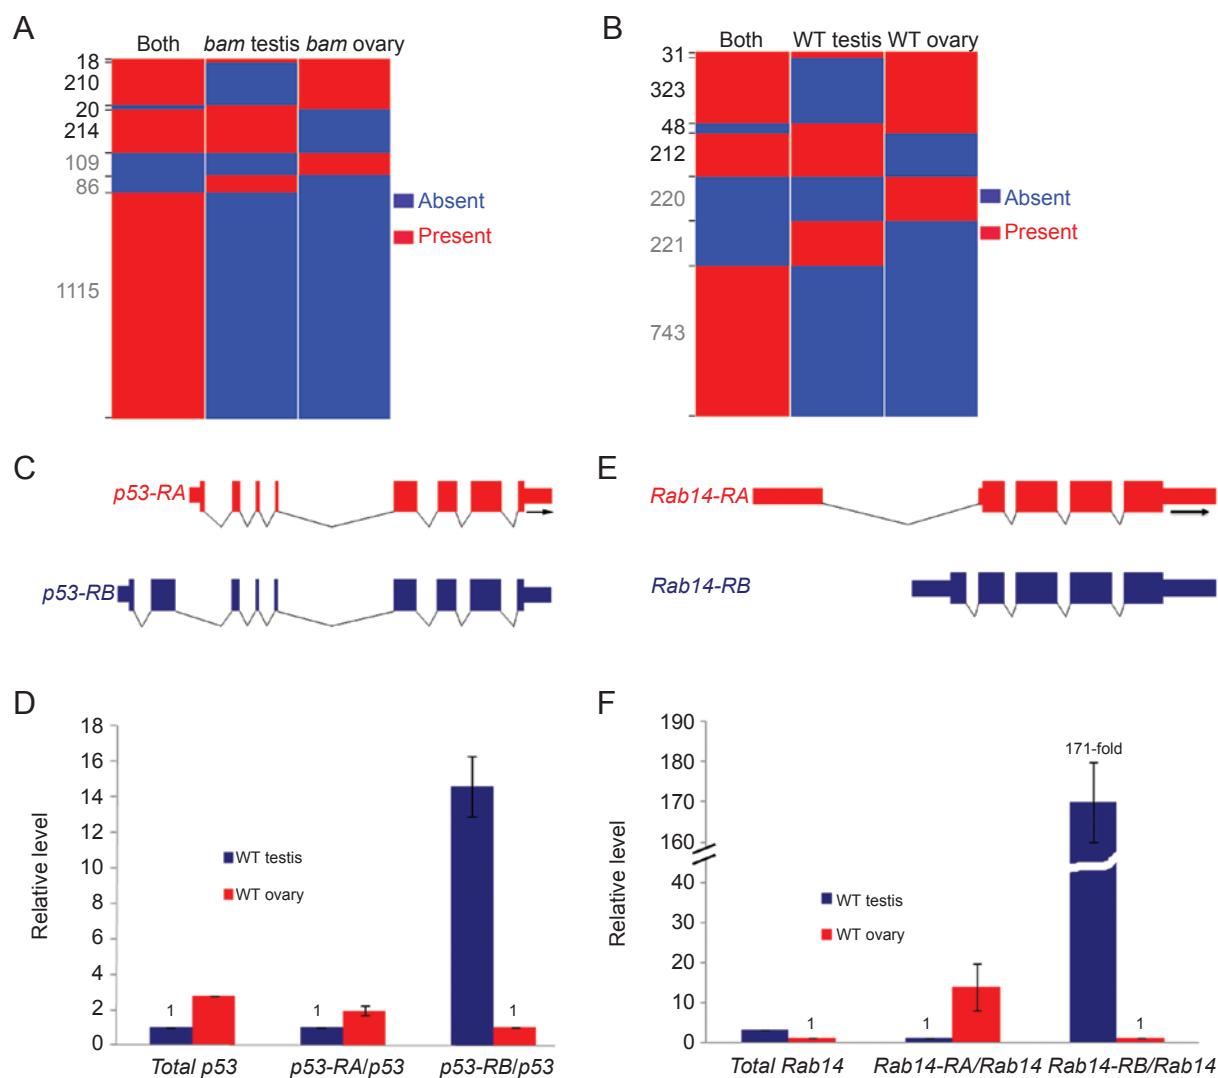 A
Both
bam testis
bam ovary
18
210
20
214
109
86
1115
Absent
Present
B
Both
WT testis
WT ovary
31
323
48
212
220
221
743
Absent
Present
C
p53-RA
p53-RB
E
Rab14-RA
Rab14-RB
D
Relative level
18
16
14
12
10
8
6
4
2
0
WT testis
WT ovary
1
1
1
Total p53
p53-RA/p53
p53-RB/p53
F
Relative level
190
180
170
160
40
30
20
10
0
171-fold
WT testis
WT ovary
1
1
1
Total Rab14
Rab14-RA/Rab14
Rab14-RB/Rab14